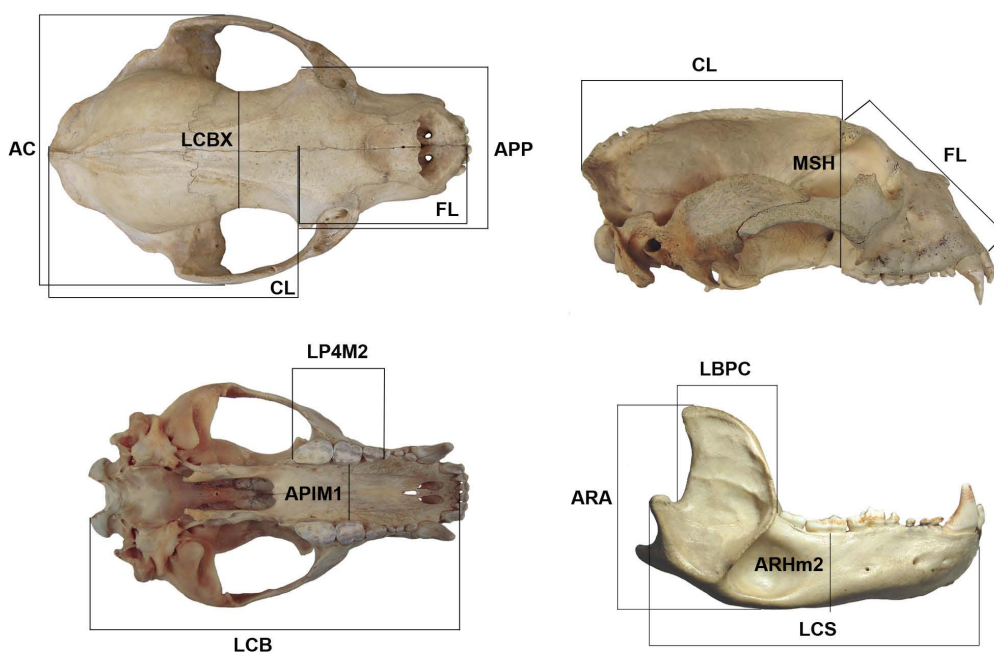 AC
LCBX
APP
FL
CL
CL
MSH
FL
LP4M2
APIM1
LCB
LBPC
ARA
ARHm2
LCS